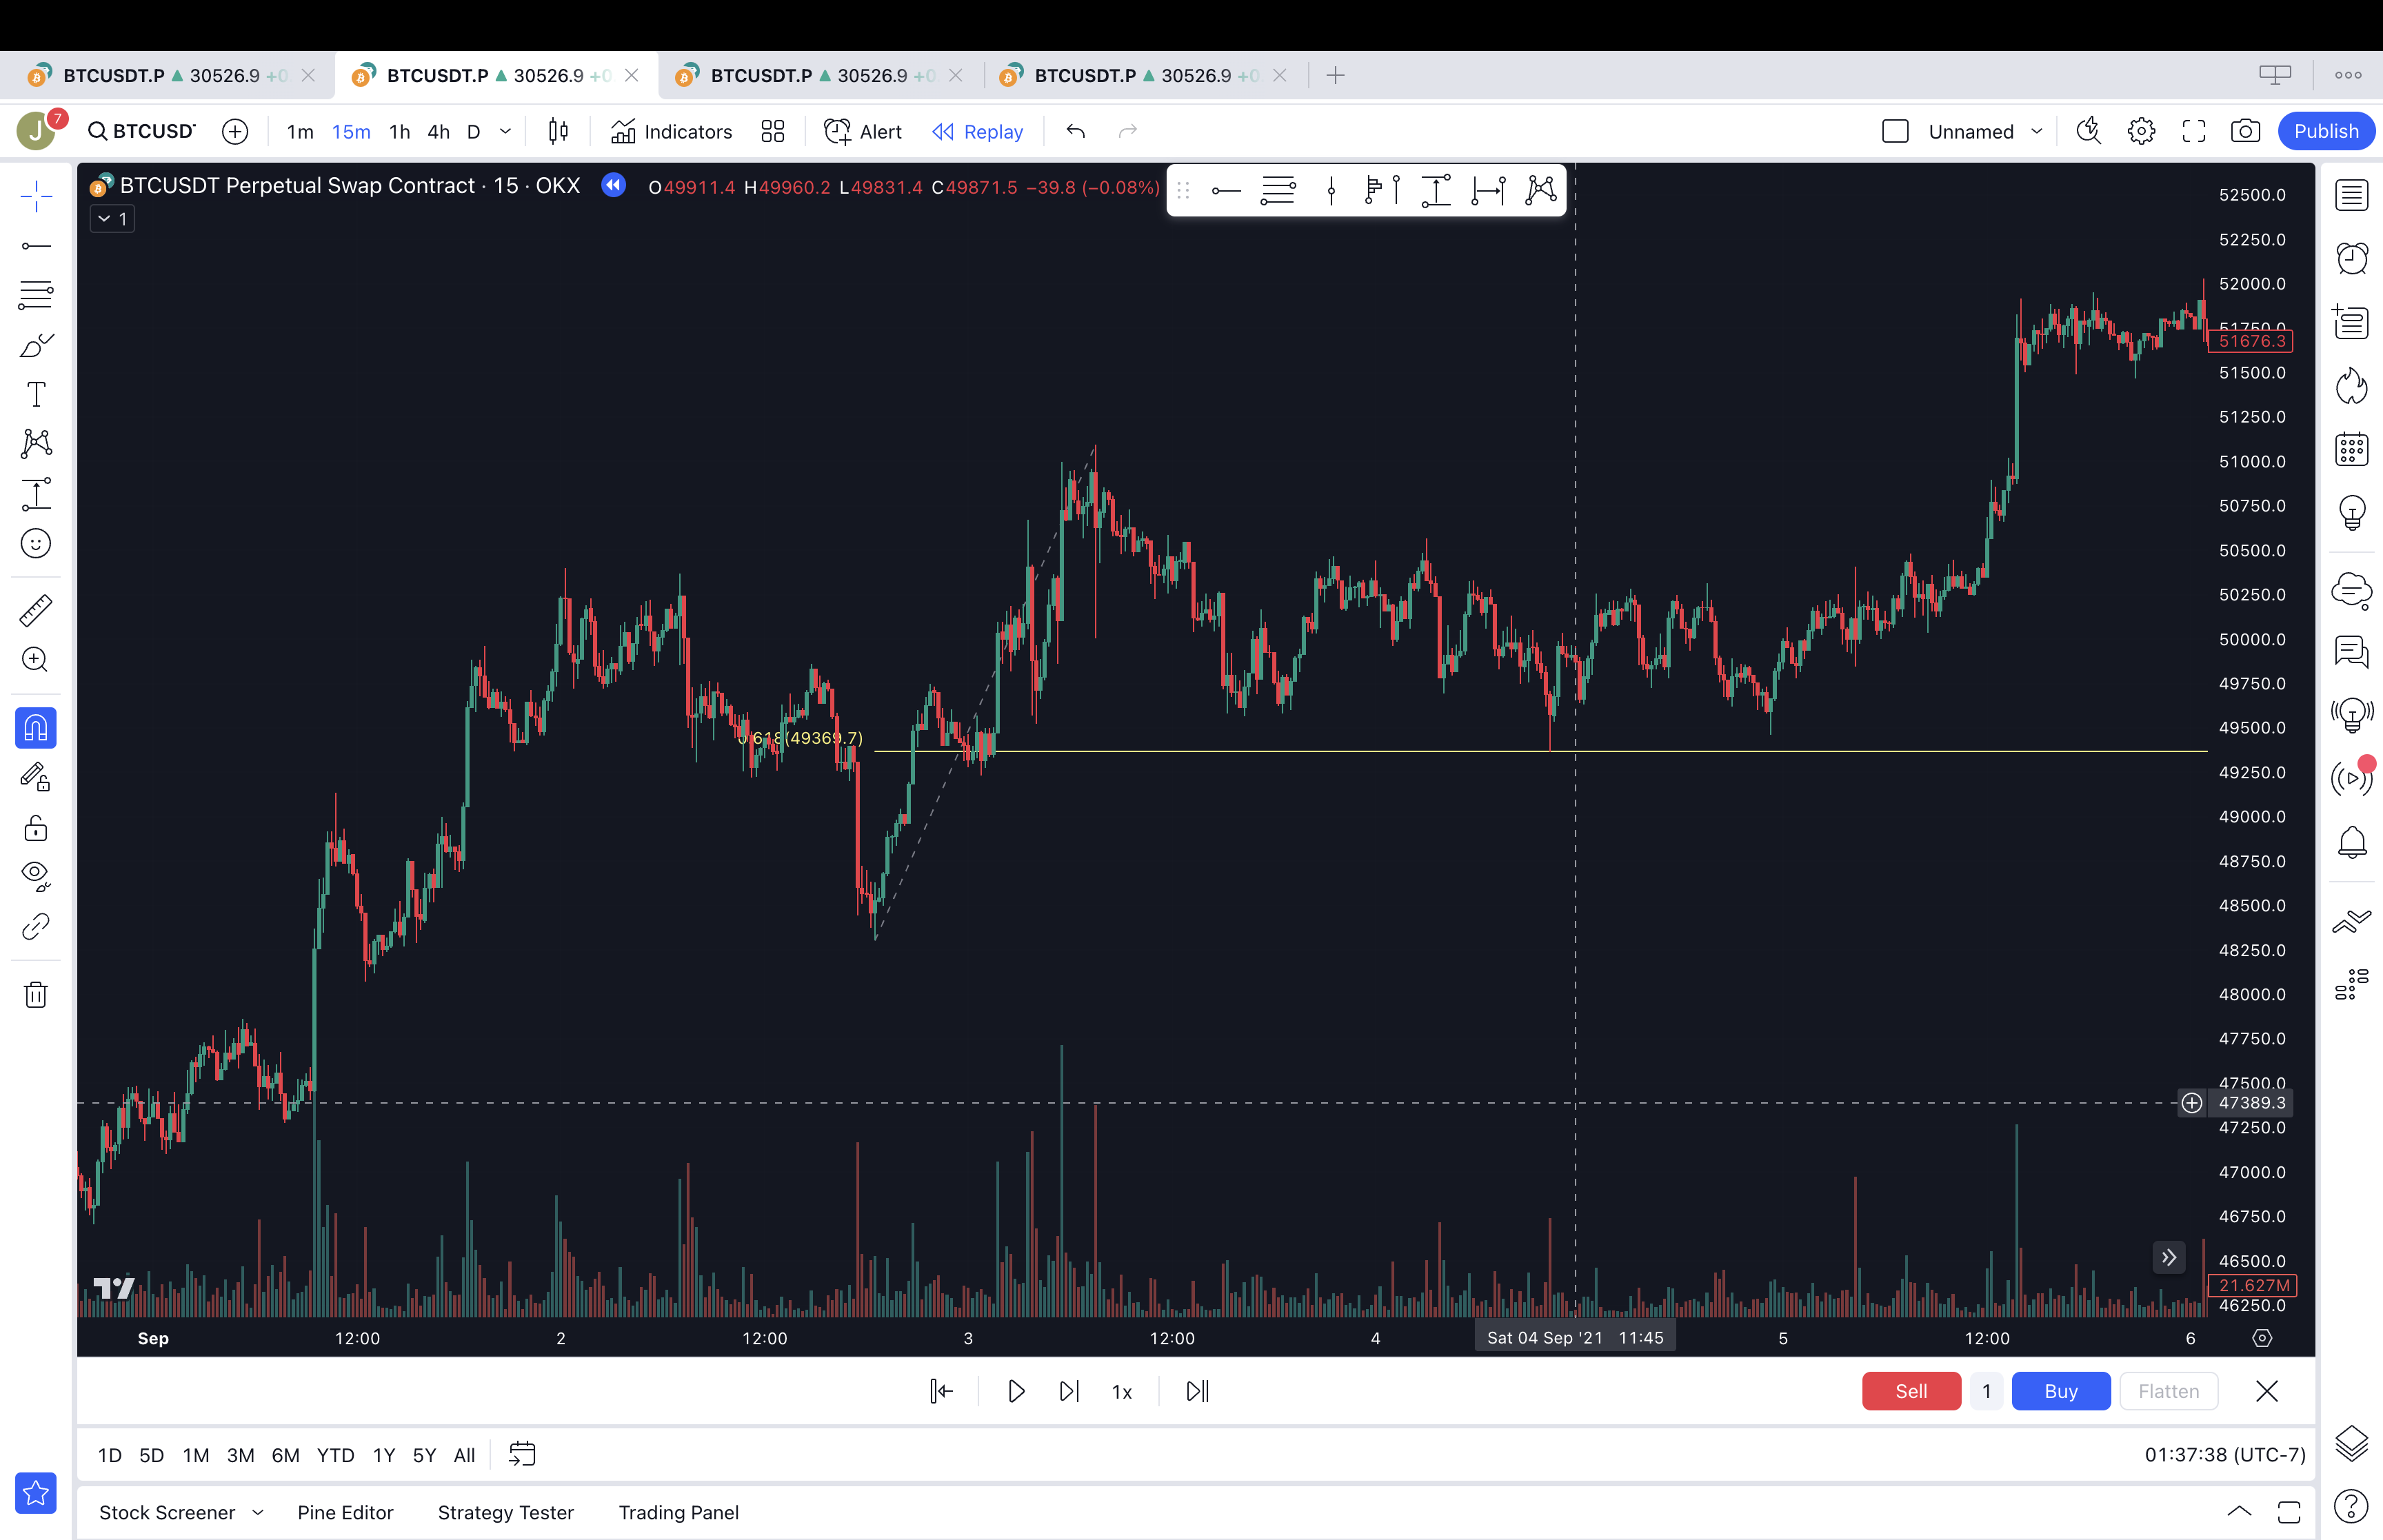 BTCUSDT.P ▲ 30526.9 +0
BTCUSDT.P ▲ 30526.9 +0
BTCUSDT.P ▲ 30526.9 +0
BTCUSDT.P ▲ 30526.9 +0
J 7 BTCUSDT 1m 15m 1h 4h D Indicators Alert Replay Unnamed Publish
BTCUSDT Perpetual Swap Contract · 15 · OKX O49911.4 H49960.2 L49831.4 C49871.5 −39.8 (−0.08%)
1
52500.0
52250.0
52000.0
51750.0
51676.3
51500.0
51250.0
51000.0
50750.0
50500.0
50250.0
50000.0
49750.0
49500.0
0.618(49369.7)
49250.0
49000.0
48750.0
48500.0
48250.0
48000.0
47750.0
47500.0
47389.3
47250.0
47000.0
46750.0
46500.0
21.627M
46250.0
Sep 12:00 2 12:00 3 12:00 4 Sat 04 Sep '21 11:45 5 12:00 6
1x Sell 1 Buy Flatten
1D 5D 1M 3M 6M YTD 1Y 5Y All 01:37:38 (UTC-7)
Stock Screener Pine Editor Strategy Tester Trading Panel